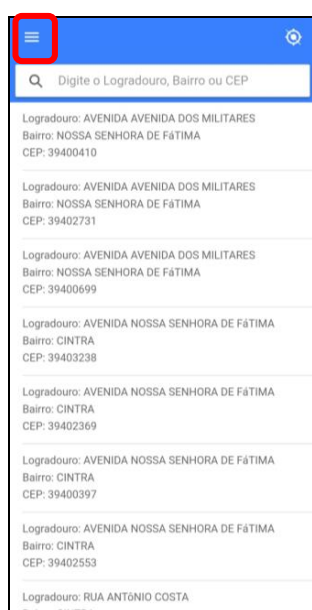 Digite o Logradouro, Bairro ou CEP
Logradouro: AVENIDA AVENIDA DOS MILITARES
Bairro: NOSSA SENHORA DE FáTIMA
CEP: 39400410
Logradouro: AVENIDA AVENIDA DOS MILITARES
Bairro: NOSSA SENHORA DE FáTIMA
CEP: 39402731
Logradouro: AVENIDA AVENIDA DOS MILITARES
Bairro: NOSSA SENHORA DE FáTIMA
CEP: 39400699
Logradouro: AVENIDA NOSSA SENHORA DE FáTIMA
Bairro: CINTRA
CEP: 39403238
Logradouro: AVENIDA NOSSA SENHORA DE FáTIMA
Bairro: CINTRA
CEP: 39402369
Logradouro: AVENIDA NOSSA SENHORA DE FáTIMA
Bairro: CINTRA
CEP: 39400397
Logradouro: AVENIDA NOSSA SENHORA DE FáTIMA
Bairro: CINTRA
CEP: 39402553
Logradouro: RUA ANTôNIO COSTA